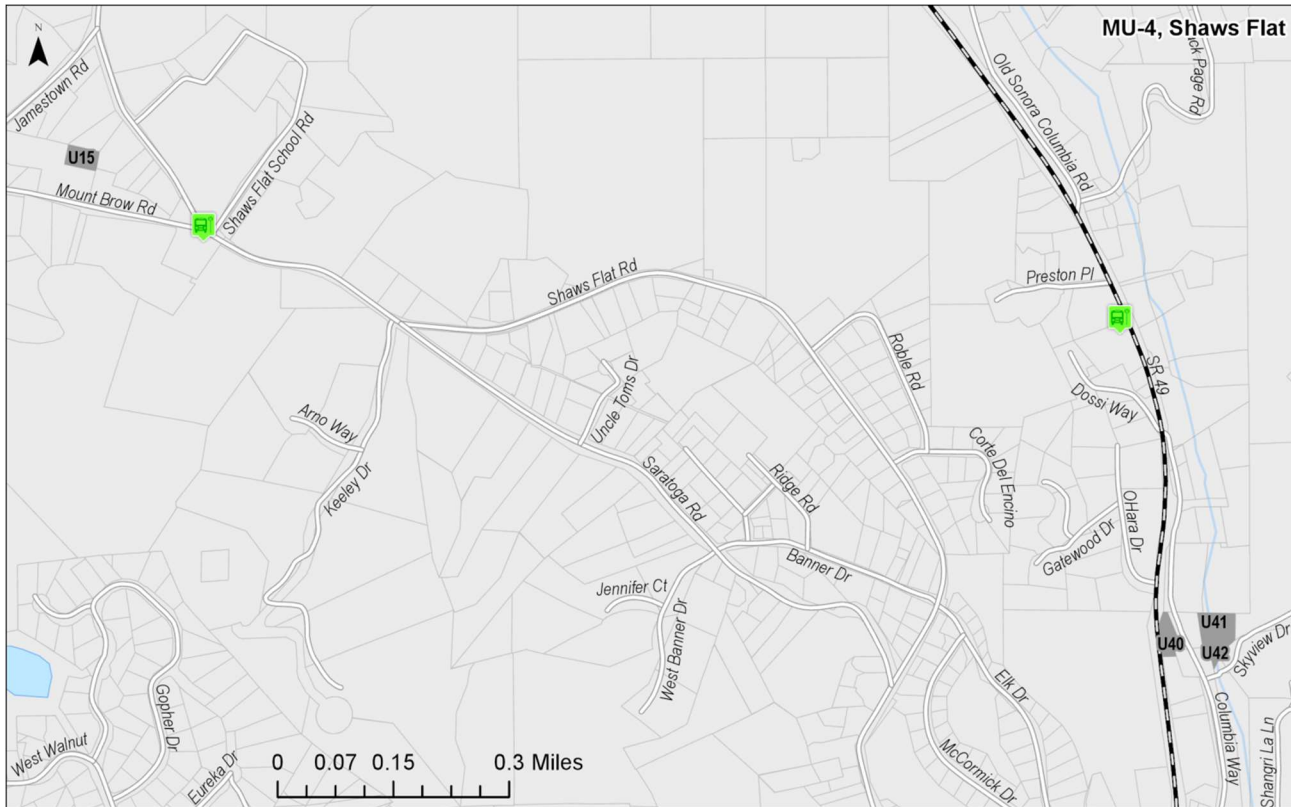 MU-4, Shaws Flat
N
Jamestown Rd
Old Sonora Columbia Rd
Page Rd
U15
Shaws Flat School Rd
Mount Brow Rd
Shaws Flat Rd
Preston Pl
Roble Rd
SR 49
Dossi Way
Uncle Toms Dr
Arno Way
Keeley Dr
Saratoga Rd
Ridge Rd
Corte Del Encino
OHara Dr
Gatewood Dr
Banner Dr
Jennifer Ct
West Banner Dr
U40
U41
U42
Skyview Dr
Elk Dr
Gopher Dr
West Walnut
Eureka Dr
McCormick Dr
Columbia Way
Shangri La Ln
0 0.07 0.15 0.3 Miles